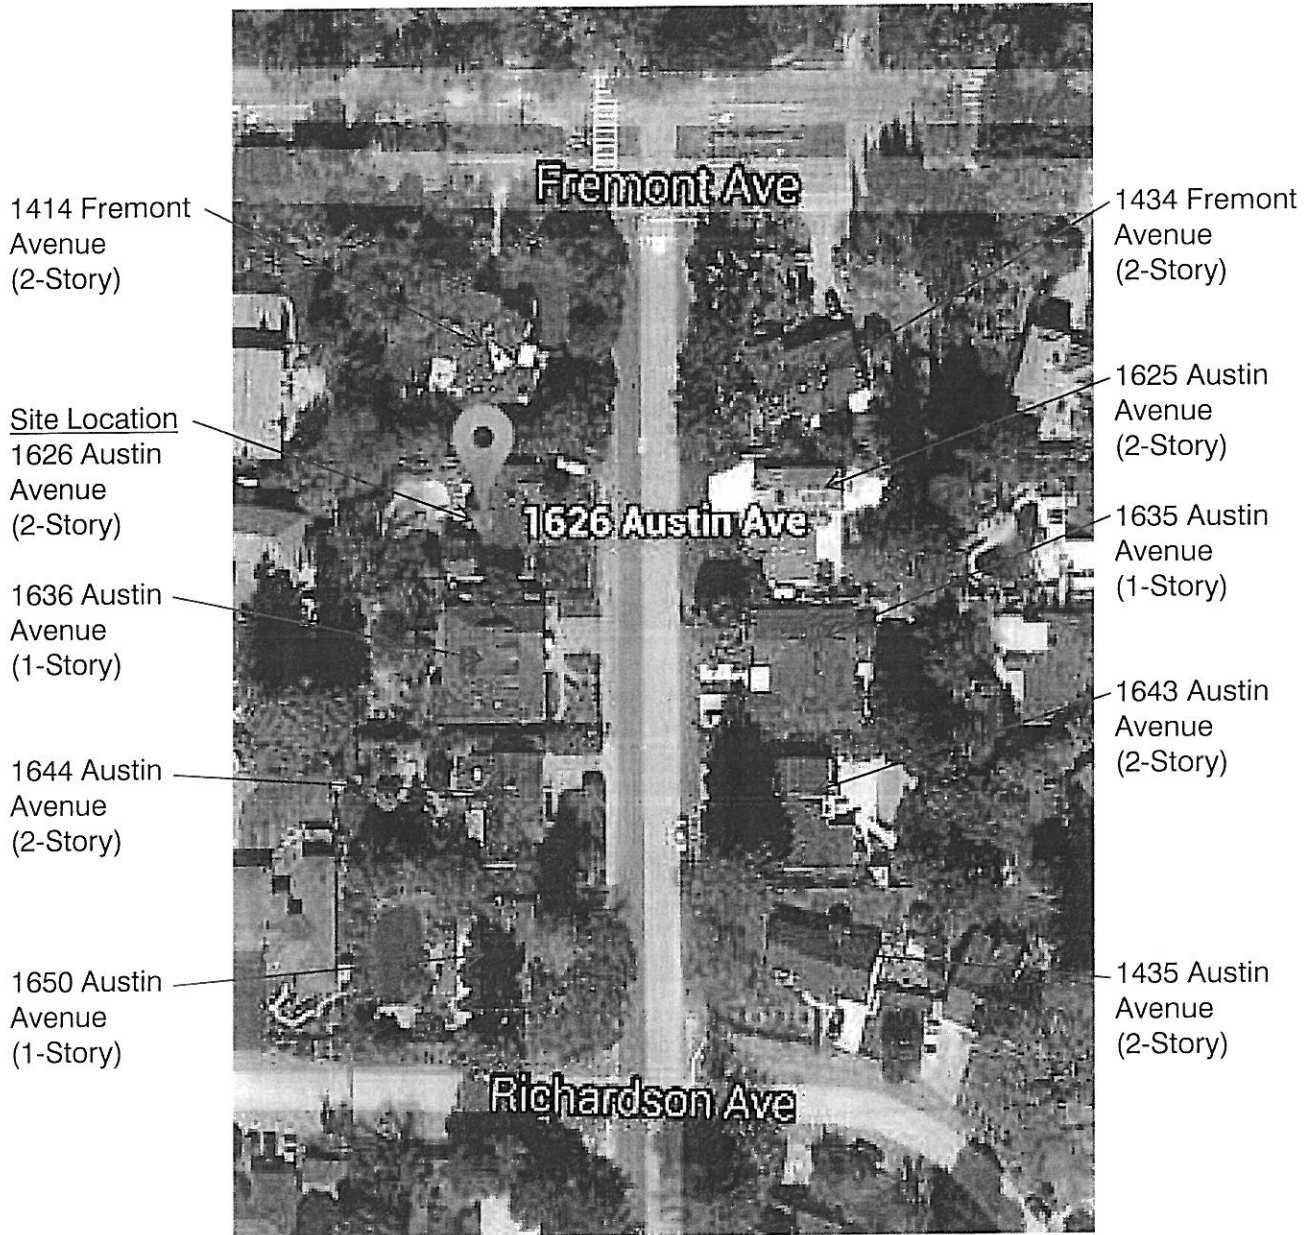 Fremont Ave
1414 Fremont
Avenue
(2-Story)
Site Location
1626 Austin
Avenue
(2-Story)
1636 Austin
Avenue
(1-Story)
1644 Austin
Avenue
(2-Story)
1650 Austin
Avenue
(1-Story)
1626 Austin Ave
Richardson Ave
1434 Fremont
Avenue
(2-Story)
1625 Austin
Avenue
(2-Story)
1635 Austin
Avenue
(1-Story)
1643 Austin
Avenue
(2-Story)
1435 Austin
Avenue
(2-Story)